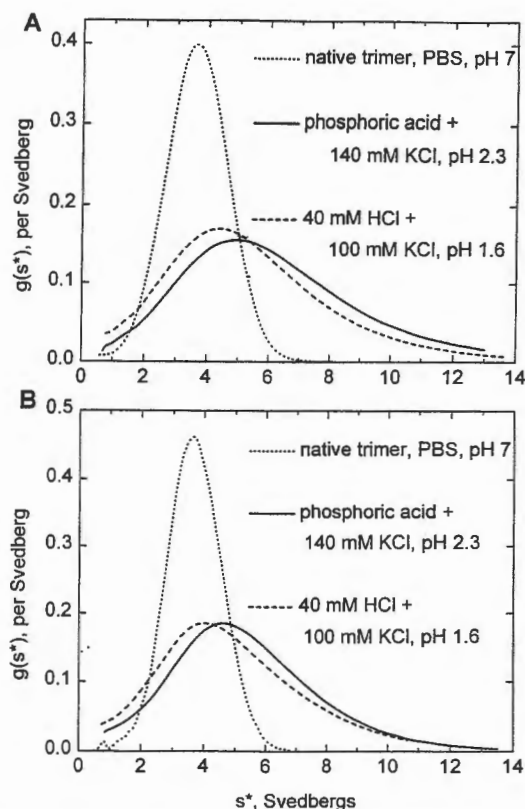 A
0.4
0.3
0.2
0.1
0.0
g(s*), per Svedberg
native trimer, PBS, pH 7
phosphoric acid +
140 mM KCl, pH 2.3
40 mM HCl +
100 mM KCl, pH 1.6
0 2 4 6 8 10 12 14
B
0.5
0.4
0.3
0.2
0.1
0.0
g(s*), per Svedberg
native trimer, PBS, pH 7
phosphoric acid +
140 mM KCl, pH 2.3
40 mM HCl +
100 mM KCl, pH 1.6
0 2 4 6 8 10 12 14
s*, Svedbergs